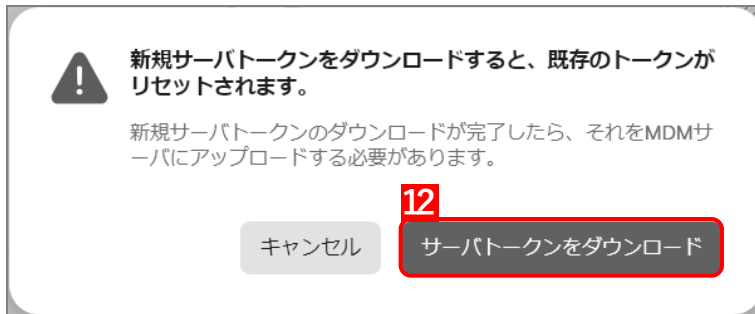 新規サーバトークンをダウンロードすると、既存のトークンが
リセットされます。
新規サーバトークンのダウンロードが完了したら、それをMDMサ
ーバにアップロードする必要があります。
12
キャンセル
サーバトークンをダウンロード